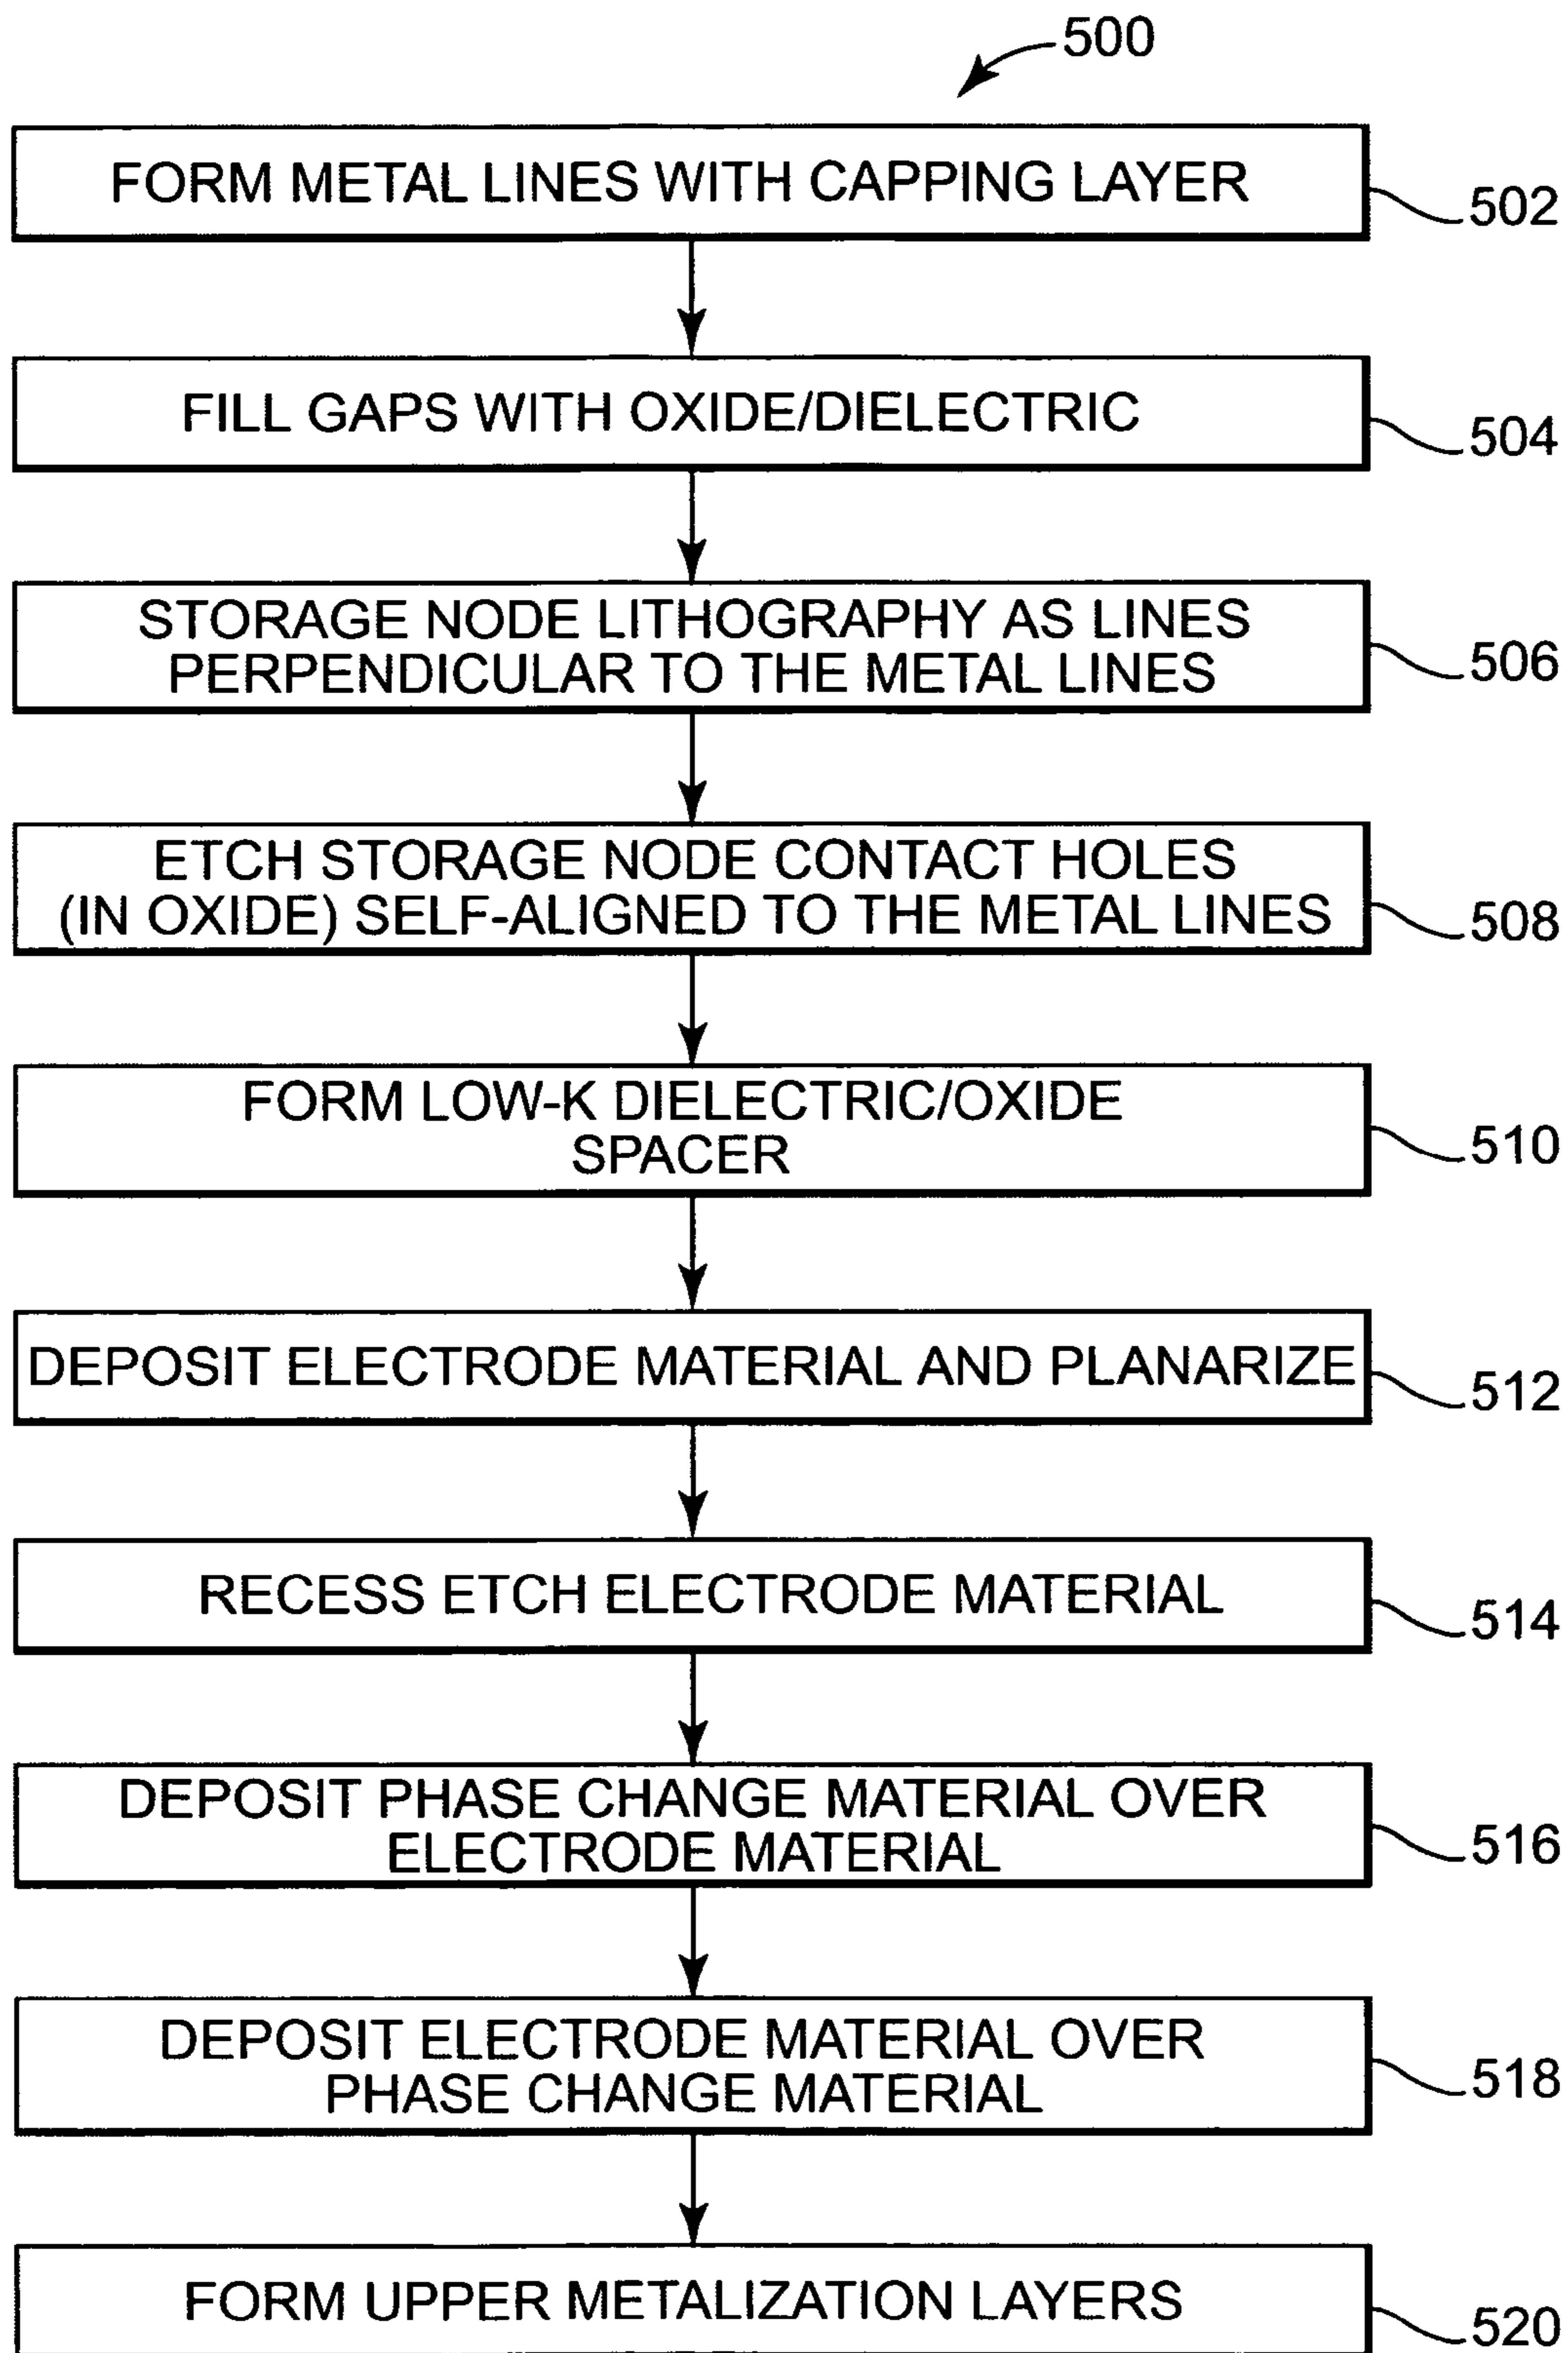 500
FORM METAL LINES WITH CAPPING LAYER
502
FILL GAPS WITH OXIDE/DIELECTRIC
504
STORAGE NODE LITHOGRAPHY AS LINES
PERPENDICULAR TO THE METAL LINES
506
ETCH STORAGE NODE CONTACT HOLES
(IN OXIDE) SELF-ALIGNED TO THE METAL LINES
508
FORM LOW-K DIELECTRIC/OXIDE
SPACER
510
DEPOSIT ELECTRODE MATERIAL AND PLANARIZE
512
RECESS ETCH ELECTRODE MATERIAL
514
DEPOSIT PHASE CHANGE MATERIAL OVER
ELECTRODE MATERIAL
516
DEPOSIT ELECTRODE MATERIAL OVER
PHASE CHANGE MATERIAL
518
FORM UPPER METALIZATION LAYERS
520